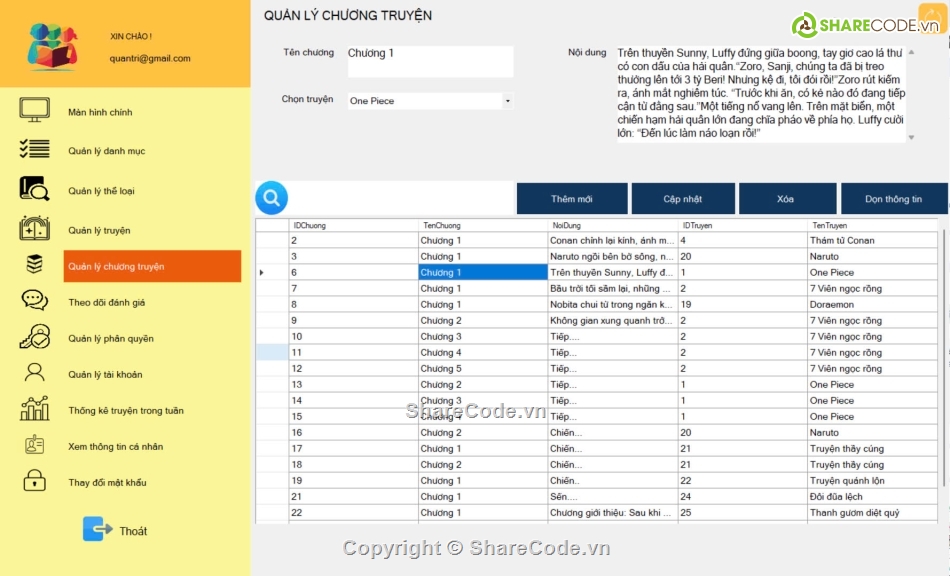 XIN CHÀO !
quantri@gmail.com
Màn hình chính
Quản lý danh mục
Quản lý thể loại
Quản lý truyện
Quản lý chương truyện
Theo dõi đánh giá
Quản lý phân quyền
Quản lý tài khoản
Thống kê truyện trong tuần
Xem thông tin cá nhân
Thay đổi mật khẩu
Thoát
QUẢN LÝ CHƯƠNG TRUYỆN
SHARECODE.vn
Tên chương
Chương 1
Chọn truyện
One Piece
Nội dung
Trên thuyền Sunny, Luffy đứng giữa boong, tay giơ cao lá thư
có con dấu của hải quân.“Zoro, Sanji, chúng ta đã bị treo
thưởng lên tới 3 tỷ Beri! Nhưng kệ đi, tôi đói rồi!”Zoro rút kiếm
ra, ánh mắt nghiêm túc. “Trước khi ăn, có kẻ nào đó đang tiếp
cận từ đằng sau.”Một tiếng nổ vang lên. Trên mặt biển, một
chiến hạm hải quân lớn đang chĩa pháo về phía họ. Luffy cười
lớn: “Đến lúc làm náo loạn rồi!”
Thêm mới
Cập nhật
Xóa
Dọn thông tin
IDChuong TenChuong NoiDung IDTruyen TenTruyen
2 Chương 1 Conan chỉnh lại kính, ánh m... 4 Thám tử Conan
3 Chương 1 Naruto ngồi bên bờ sông, n... 20 Naruto
6 Chương 1 Trên thuyền Sunny, Luffy đ... 1 One Piece
7 Chương 1 Bầu trời tối sầm lại, những ... 2 7 Viên ngọc rồng
8 Chương 1 Nobita chui từ trong ngăn k... 19 Doraemon
9 Chương 2 Không gian xung quanh trở... 2 7 Viên ngọc rồng
10 Chương 3 Tiếp.... 2 7 Viên ngọc rồng
11 Chương 4 Tiếp... 2 7 Viên ngọc rồng
12 Chương 5 Tiếp... 2 7 Viên ngọc rồng
13 Chương 2 Tiếp... 1 One Piece
14 Chương 3 Tiếp... 1 One Piece
15 Chương 4 Tiếp... 1 One Piece
16 Chương 2 Chiến... 20 Naruto
17 Chương 1 Chiến... 21 Truyện thầy cúng
18 Chương 2 Chiến... 21 Truyện thầy cúng
19 Chương 1 Chiến.. 22 Truyện quánh lộn
21 Chương 1 Sến.... 24 Đôi đũa lệch
22 Chương 1 Chương giới thiệu: Sau khi ... 25 Thanh gươm diệt quỷ
ShareCode.vn
Copyright © ShareCode.vn